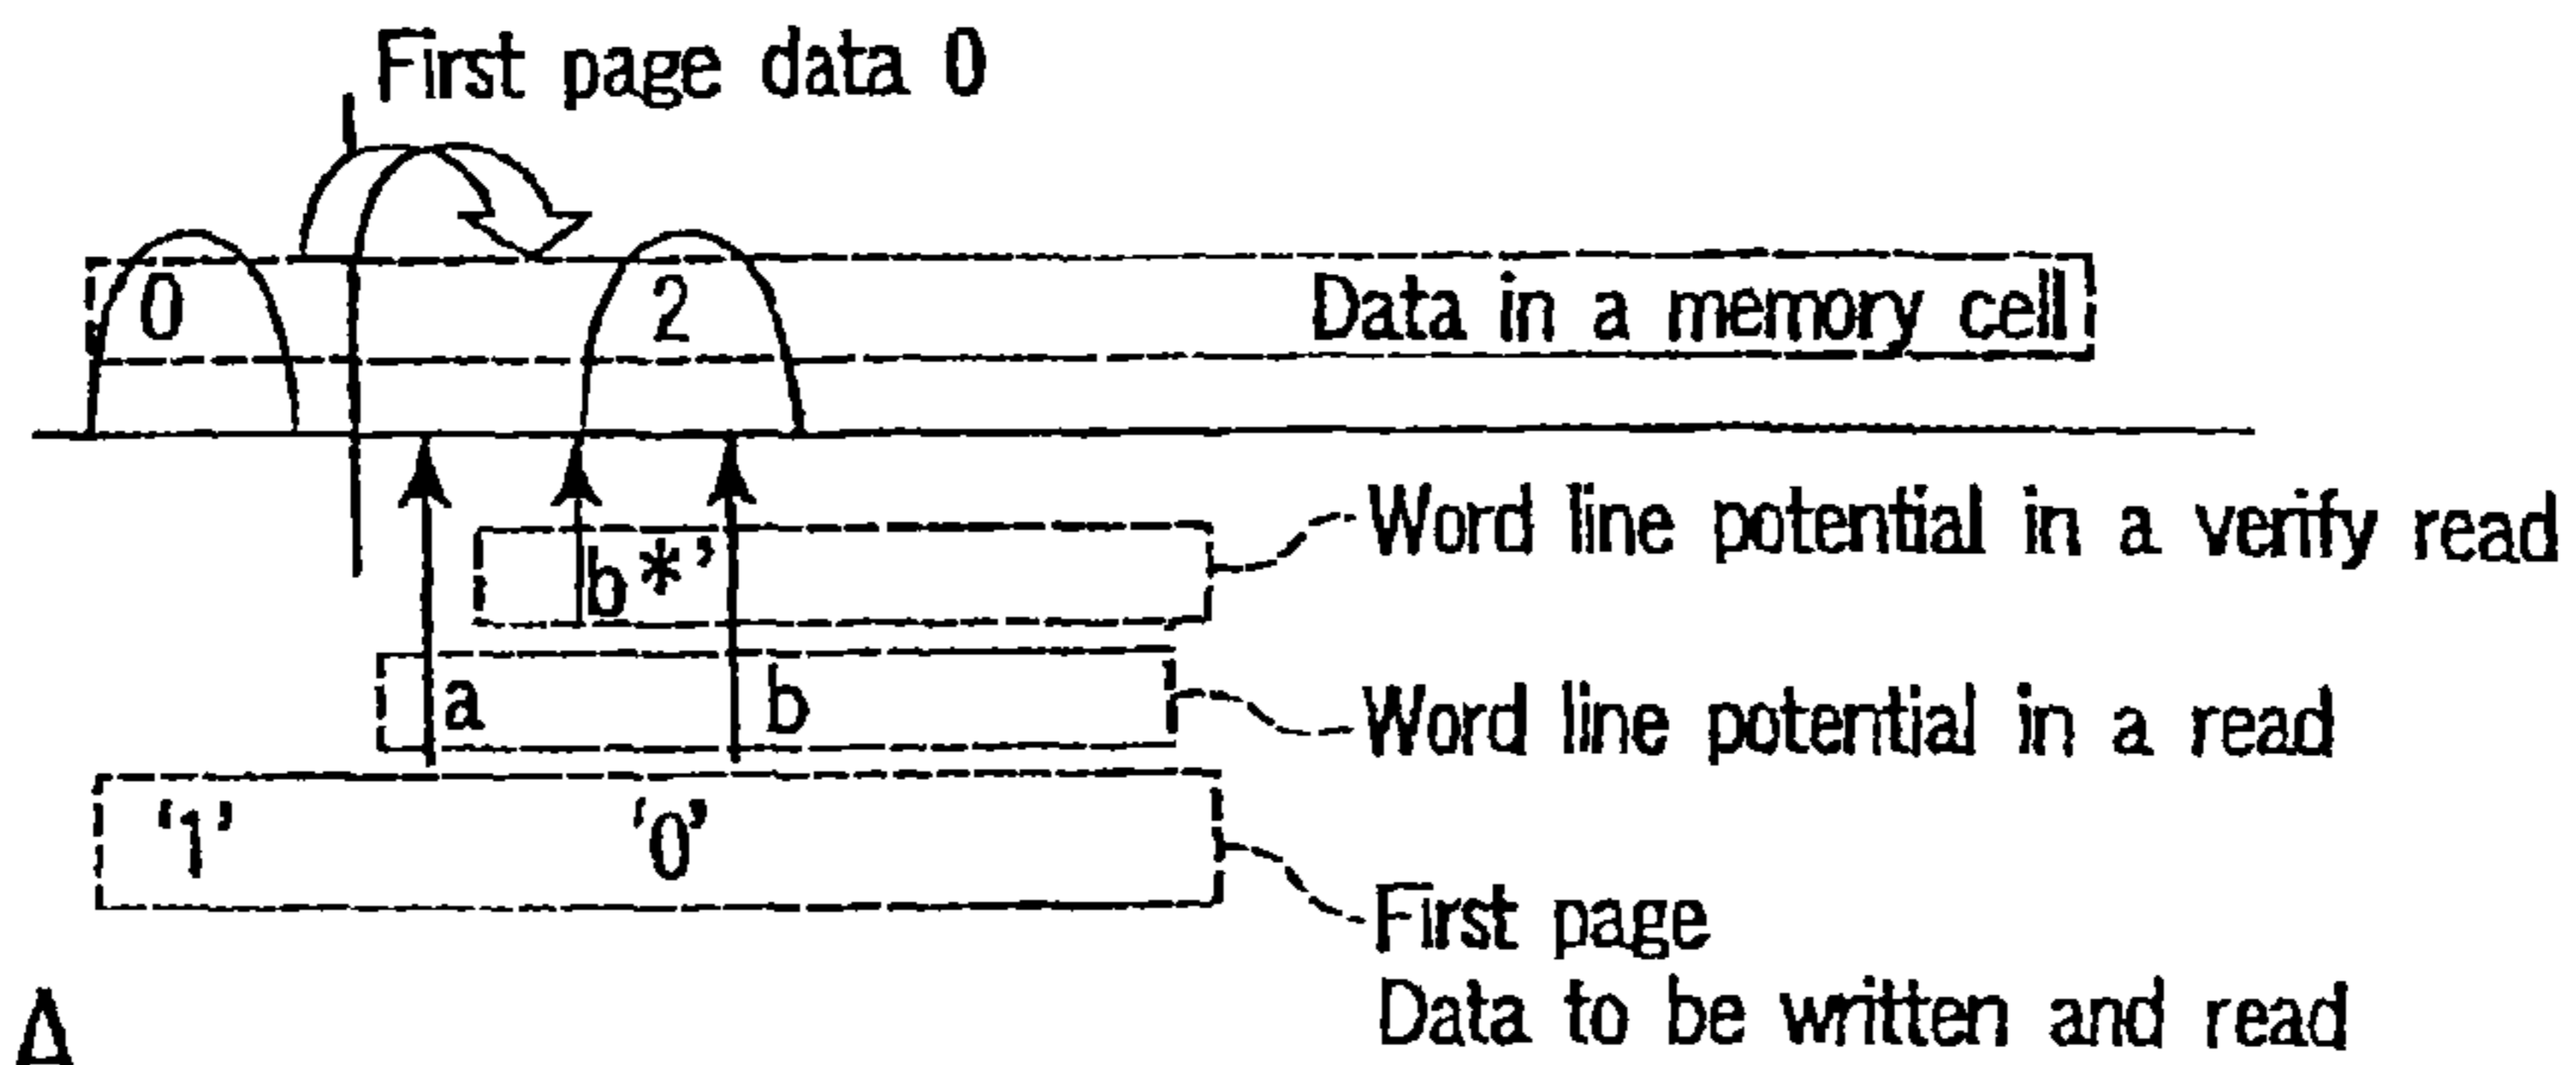 First page data 0
0 2 Data in a memory cell
b*' Word line potential in a verify read
a b Word line potential in a read
'1' '0'
First page
Data to be written and read